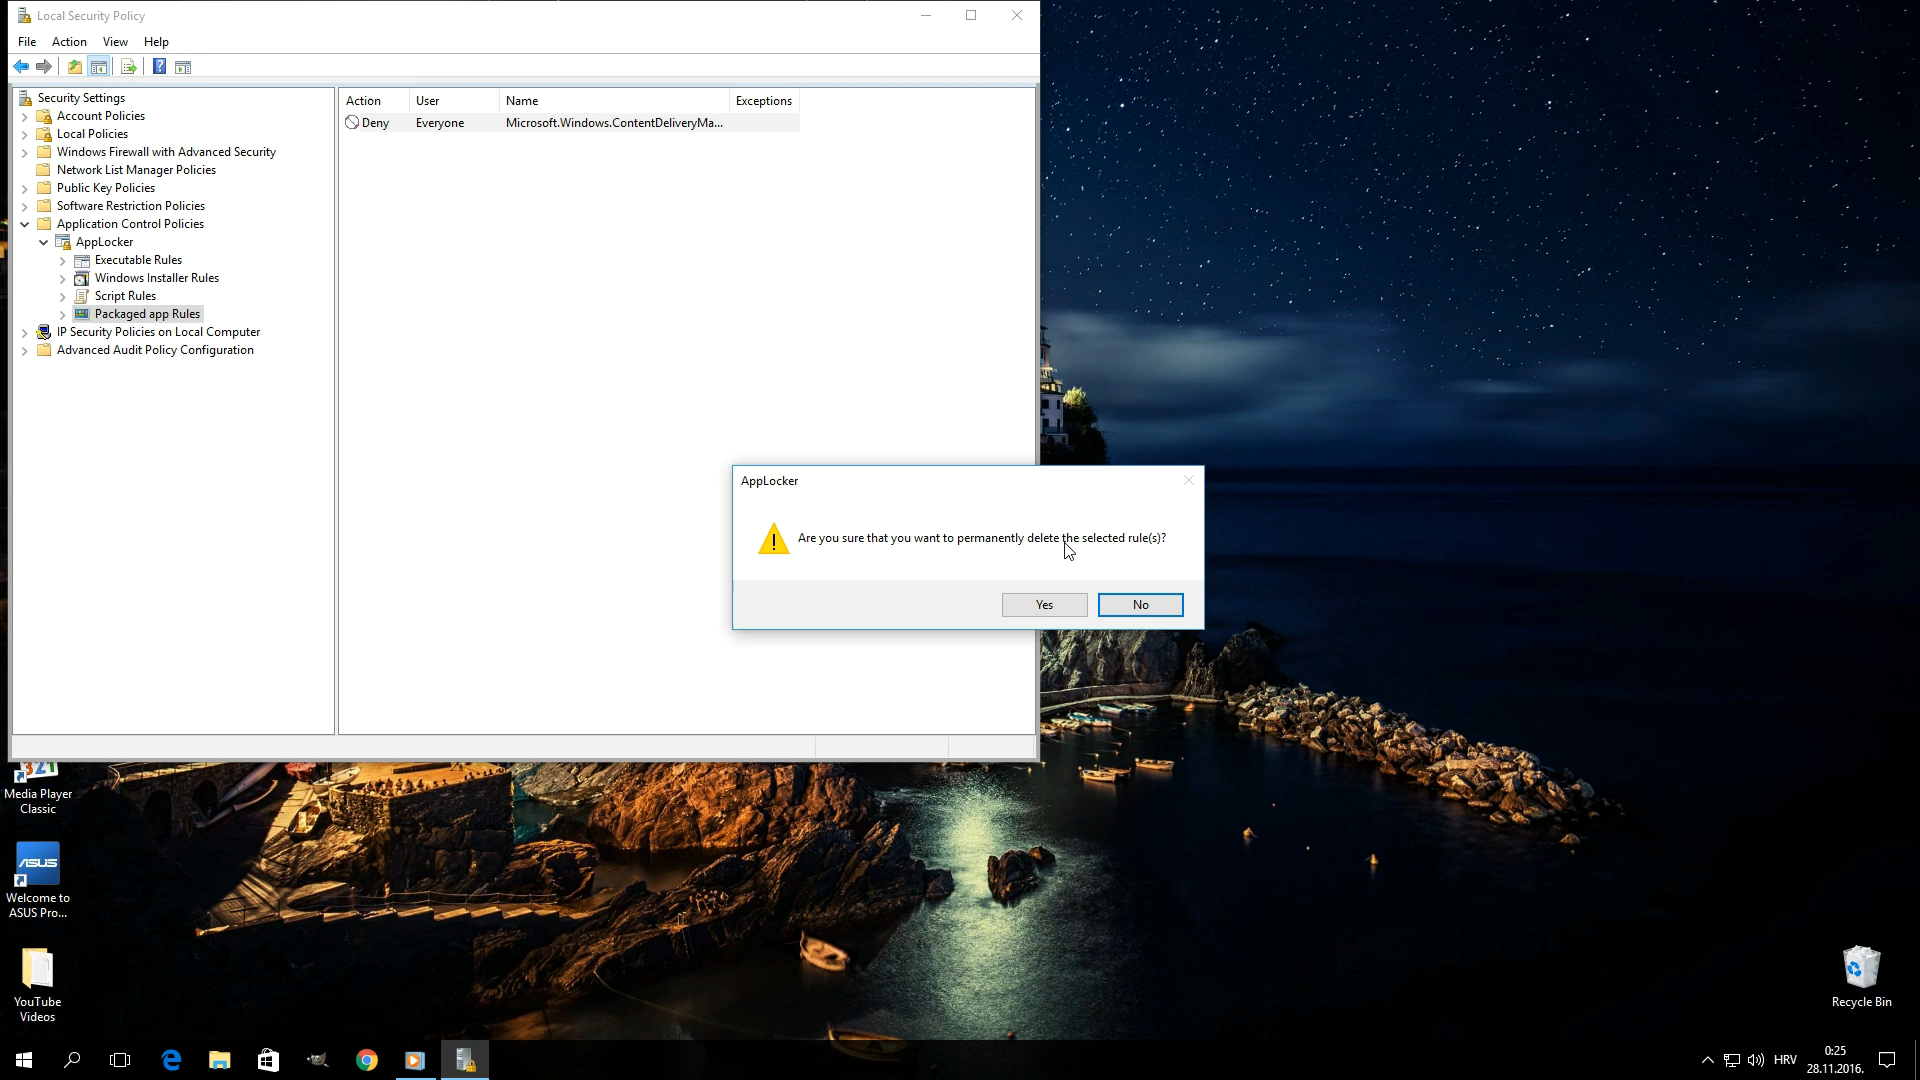 Local Security Policy
File Action View Help
Security Settings
Account Policies
Local Policies
Windows Firewall with Advanced Security
Network List Manager Policies
Public Key Policies
Software Restriction Policies
Application Control Policies
AppLocker
Executable Rules
Windows Installer Rules
Script Rules
Packaged app Rules
IP Security Policies on Local Computer
Advanced Audit Policy Configuration
Action User Name Exceptions
Deny Everyone Microsoft.Windows.ContentDeliveryMa...
AppLocker
Are you sure that you want to permanently delete the selected rule(s)?
Yes No
321
Media Player
Classic
ASUS
Welcome to
ASUS Pro...
YouTube
Videos
Recycle Bin
HRV
0:25
28.11.2016.